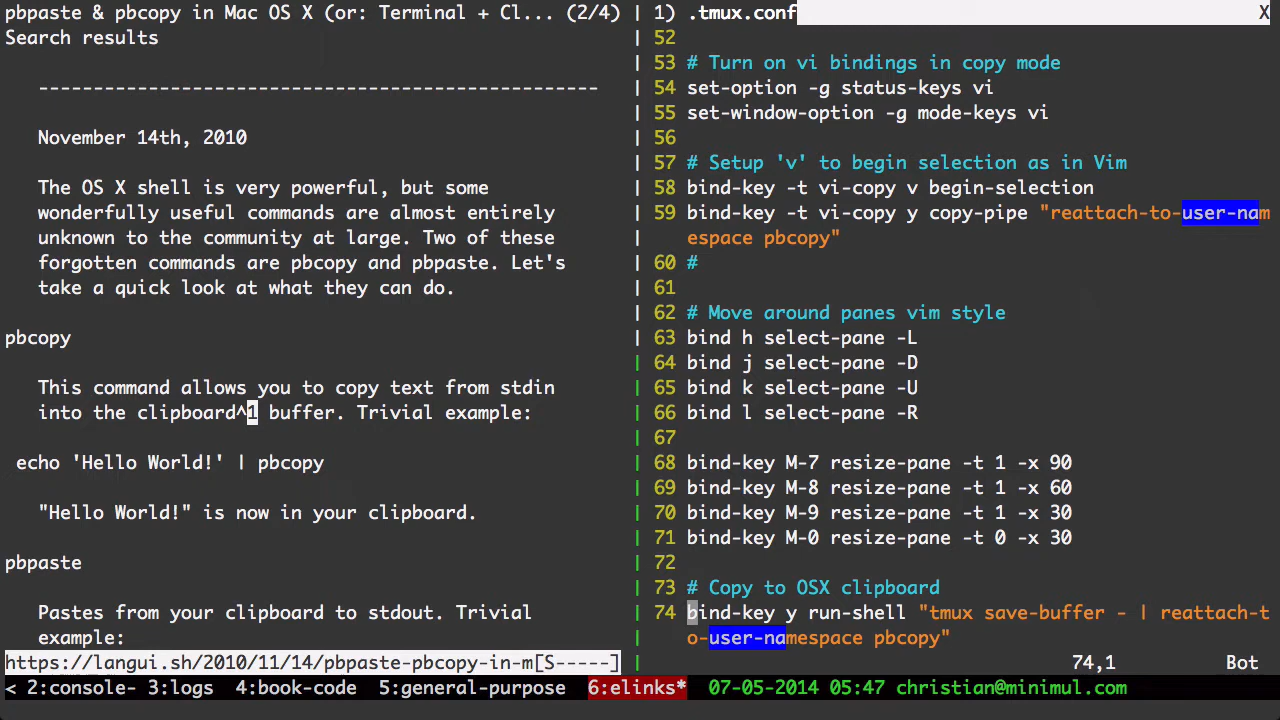 pbpaste & pbcopy in Mac OS X (or: Terminal + Cl... (2/4)
Search results
---------------------------------------------------
November 14th, 2010
The OS X shell is very powerful, but some
wonderfully useful commands are almost entirely
unknown to the community at large. Two of these
forgotten commands are pbcopy and pbpaste. Let's
take a quick look at what they can do.
pbcopy
This command allows you to copy text from stdin
into the clipboard^1 buffer. Trivial example:
echo 'Hello World!' | pbcopy
"Hello World!" is now in your clipboard.
pbpaste
Pastes from your clipboard to stdout. Trivial
example:
https://langui.sh/2010/11/14/pbpaste-pbcopy-in-m[S-----]
1) .tmux.conf X
52
53 # Turn on vi bindings in copy mode
54 set-option -g status-keys vi
55 set-window-option -g mode-keys vi
56
57 # Setup 'v' to begin selection as in Vim
58 bind-key -t vi-copy v begin-selection
59 bind-key -t vi-copy y copy-pipe "reattach-to-user-nam
espace pbcopy"
60 #
61
62 # Move around panes vim style
63 bind h select-pane -L
64 bind j select-pane -D
65 bind k select-pane -U
66 bind l select-pane -R
67
68 bind-key M-7 resize-pane -t 1 -x 90
69 bind-key M-8 resize-pane -t 1 -x 60
70 bind-key M-9 resize-pane -t 1 -x 30
71 bind-key M-0 resize-pane -t 0 -x 30
72
73 # Copy to OSX clipboard
74 bind-key y run-shell "tmux save-buffer - | reattach-t
o-user-namespace pbcopy"
74,1 Bot
< 2:console- 3:logs 4:book-code 5:general-purpose 6:elinks* 07-05-2014 05:47 christian@minimul.com